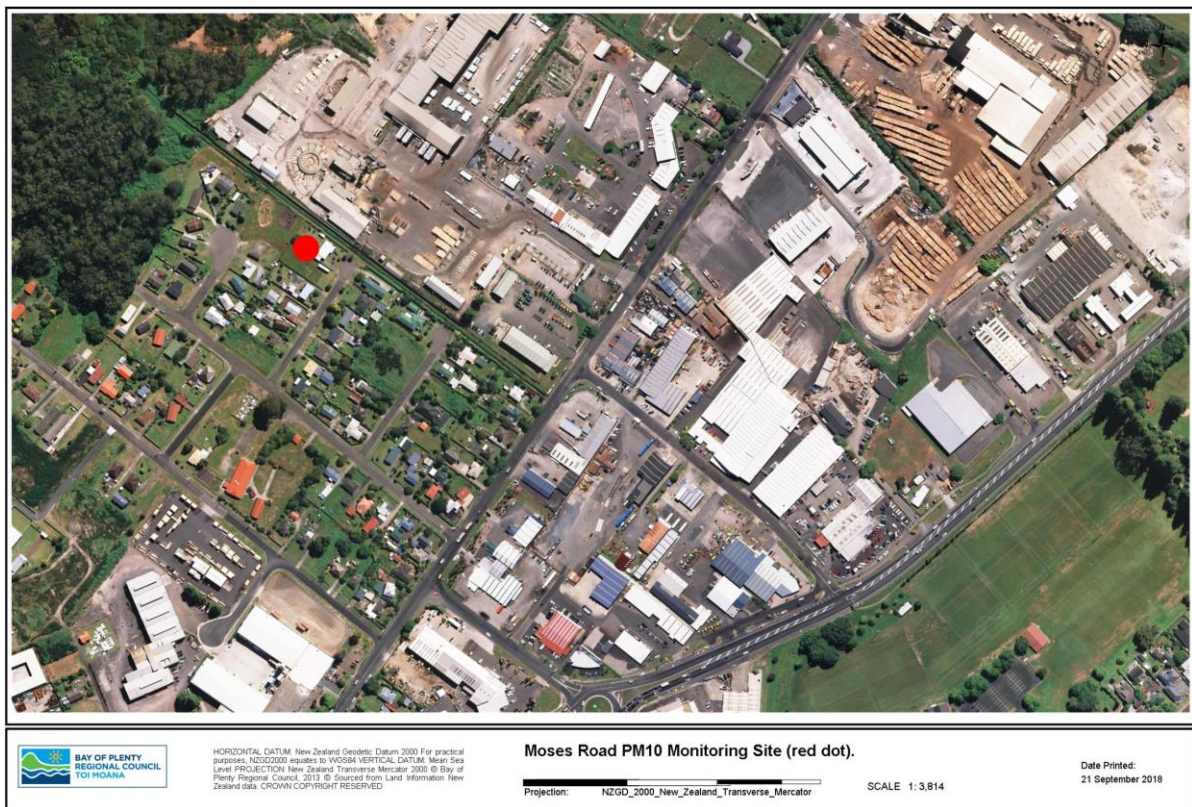 BAY OF PLENTY
REGIONAL COUNCIL
TOI MOANA
HORIZONTAL DATUM: New Zealand Geodetic Datum 2000 For practical
purposes, NZGD2000 equates to WGS84 VERTICAL DATUM: Mean Sea
Level PROJECTION: New Zealand Transverse Mercator 2000 © Bay of
Plenty Regional Council, 2013 © Sourced from Land Information New
Zealand data. CROWN COPYRIGHT RESERVED
Moses Road PM10 Monitoring Site (red dot).
Projection: NZGD_2000_New_Zealand_Transverse_Mercator
SCALE 1: 3,814
Date Printed:
21 September 2018